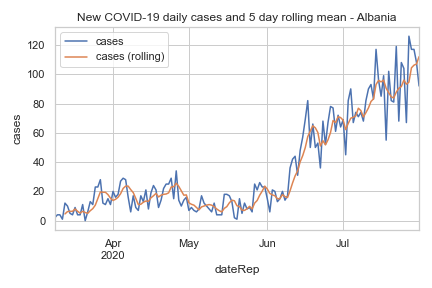 New COVID-19 daily cases and 5 day rolling mean - Albania
cases
cases (rolling)
120
100
80
60
40
20
0
cases
Apr
2020
May
Jun
Jul
dateRep